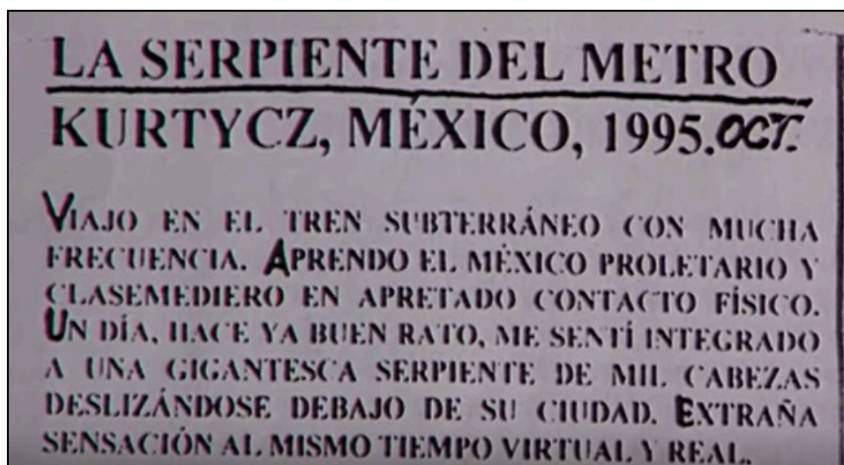 LA SERPIENTE DEL METRO
KURTYCZ, MÉXICO, 1995. OCT.
VIAJO EN EL TREN SUBTERRÁNEO CON MUCHA
FRECUENCIA. APRENDO EL MÉXICO PROLETARIO Y
CLASEMEDIERO EN APRETADO CONTACTO FÍSICO.
UN DÍA, HACE YA BUEN RATO, ME SENTÍ INTEGRADO
A UNA GIGANTESCA SERPIENTE DE MIL CABEZAS
DESLIZÁNDOSE DEBAJO DE SU CIUDAD. EXTRAÑA
SENSACIÓN AL MISMO TIEMPO VIRTUAL Y REAL.